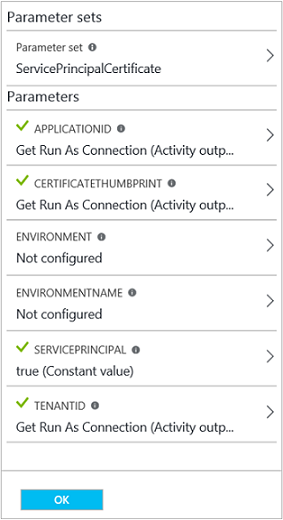 Parameter sets
Parameter set
ServicePrincipalCertificate
Parameters
APPLICATIONID
Get Run As Connection (Activity outp...
CERTIFICATETHUMBPRINT
Get Run As Connection (Activity outp...
ENVIRONMENT
Not configured
ENVIRONMENTNAME
Not configured
SERVICEPRINCIPAL
true (Constant value)
TENANTID
Get Run As Connection (Activity outp...
OK